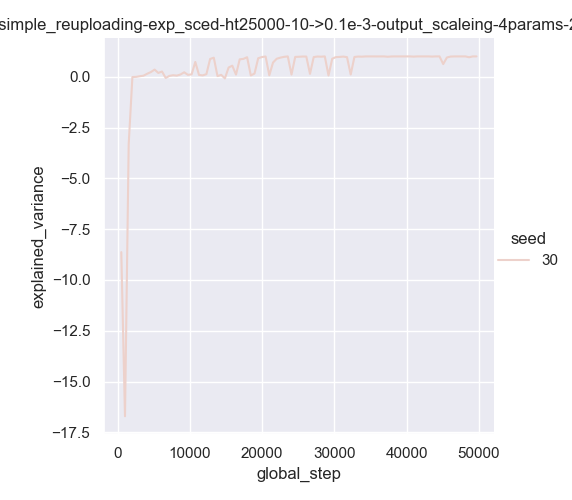 simple_reuploading-exp_sced-ht25000-10->0.1e-3-output_scaleing-4params-2
0.0
−2.5
−5.0
−7.5
−10.0
−12.5
−15.0
−17.5
explained_variance
0 10000 20000 30000 40000 50000
global_step
seed
30